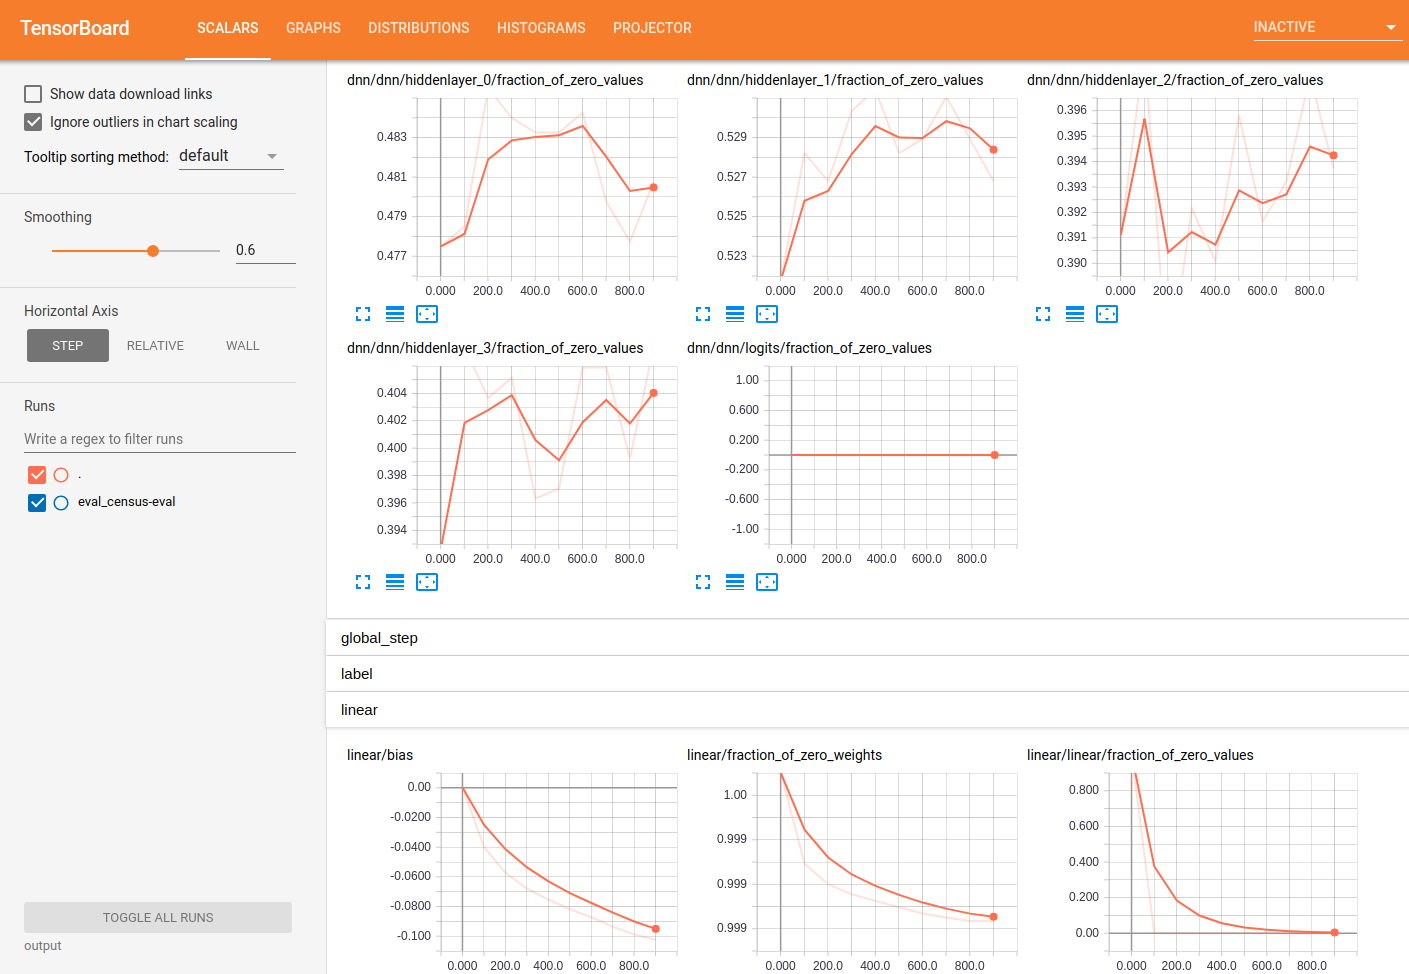 TensorBoard
SCALARS GRAPHS DISTRIBUTIONS HISTOGRAMS PROJECTOR
INACTIVE
Show data download links
Ignore outliers in chart scaling
Tooltip sorting method: default
Smoothing
0.6
Horizontal Axis
STEP RELATIVE WALL
Runs
Write a regex to filter runs
.
eval_census-eval
TOGGLE ALL RUNS
output
dnn/dnn/hiddenlayer_0/fraction_of_zero_values
0.483
0.481
0.479
0.477
0.000 200.0 400.0 600.0 800.0
dnn/dnn/hiddenlayer_1/fraction_of_zero_values
0.529
0.527
0.525
0.523
0.000 200.0 400.0 600.0 800.0
dnn/dnn/hiddenlayer_2/fraction_of_zero_values
0.396
0.395
0.394
0.393
0.392
0.391
0.390
0.000 200.0 400.0 600.0 800.0
dnn/dnn/hiddenlayer_3/fraction_of_zero_values
0.404
0.402
0.400
0.398
0.396
0.394
0.000 200.0 400.0 600.0 800.0
dnn/dnn/logits/fraction_of_zero_values
1.00
0.600
0.200
-0.200
-0.600
-1.00
0.000 200.0 400.0 600.0 800.0
global_step
label
linear
linear/bias
0.00
-0.0200
-0.0400
-0.0600
-0.0800
-0.100
0.000 200.0 400.0 600.0 800.0
linear/fraction_of_zero_weights
1.00
0.999
0.999
0.999
0.000 200.0 400.0 600.0 800.0
linear/linear/fraction_of_zero_values
0.800
0.600
0.400
0.200
0.00
0.000 200.0 400.0 600.0 800.0